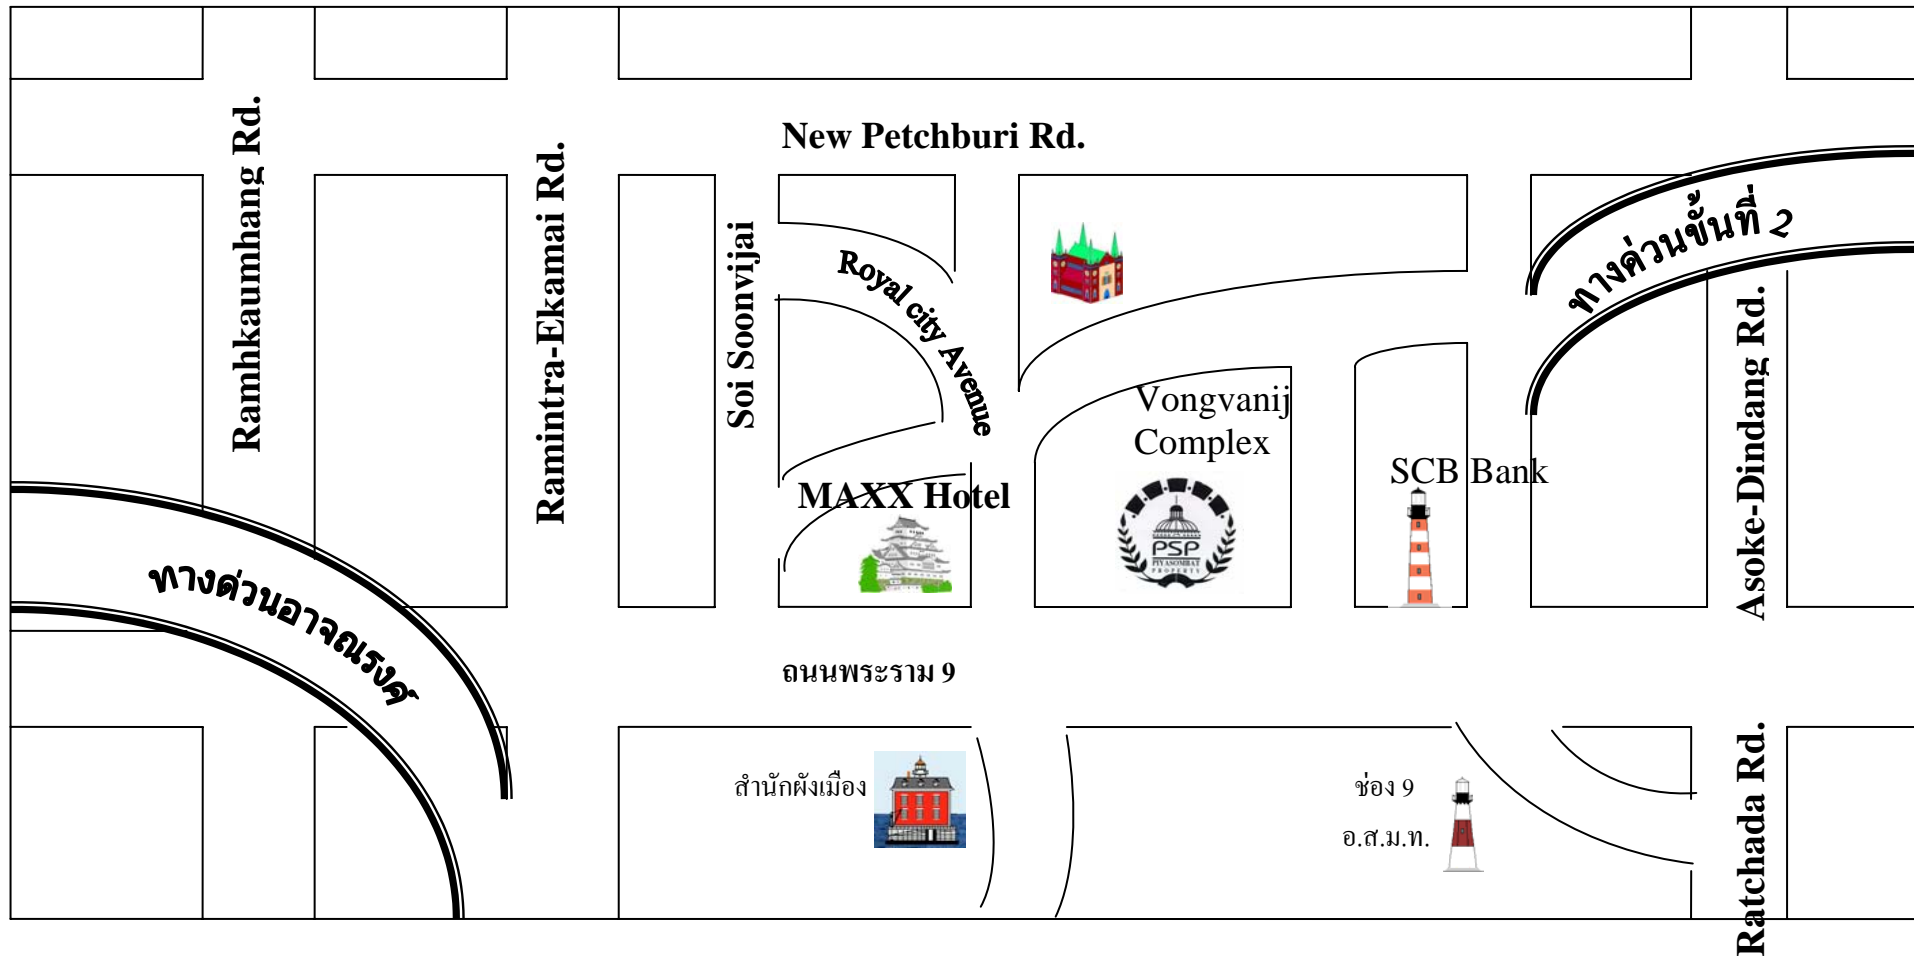 New Petchburi Rd.
Ramhkaumhang Rd.
Ramintra-Ekamai Rd.
Soi Soonvijai
Royal city Avenue
ทางด่วนขั้นที่ 2
Asoke-Dindang Rd.
Vongvanij
Complex
SCB Bank
MAXX Hotel
PSP
PIYASOMBAT
PROPERTY
ทางด่วนอาจณรงค์
ถนนพระราม 9
สำนักผังเมือง
ช่อง 9
อ.ส.ม.ท.
Ratchada Rd.